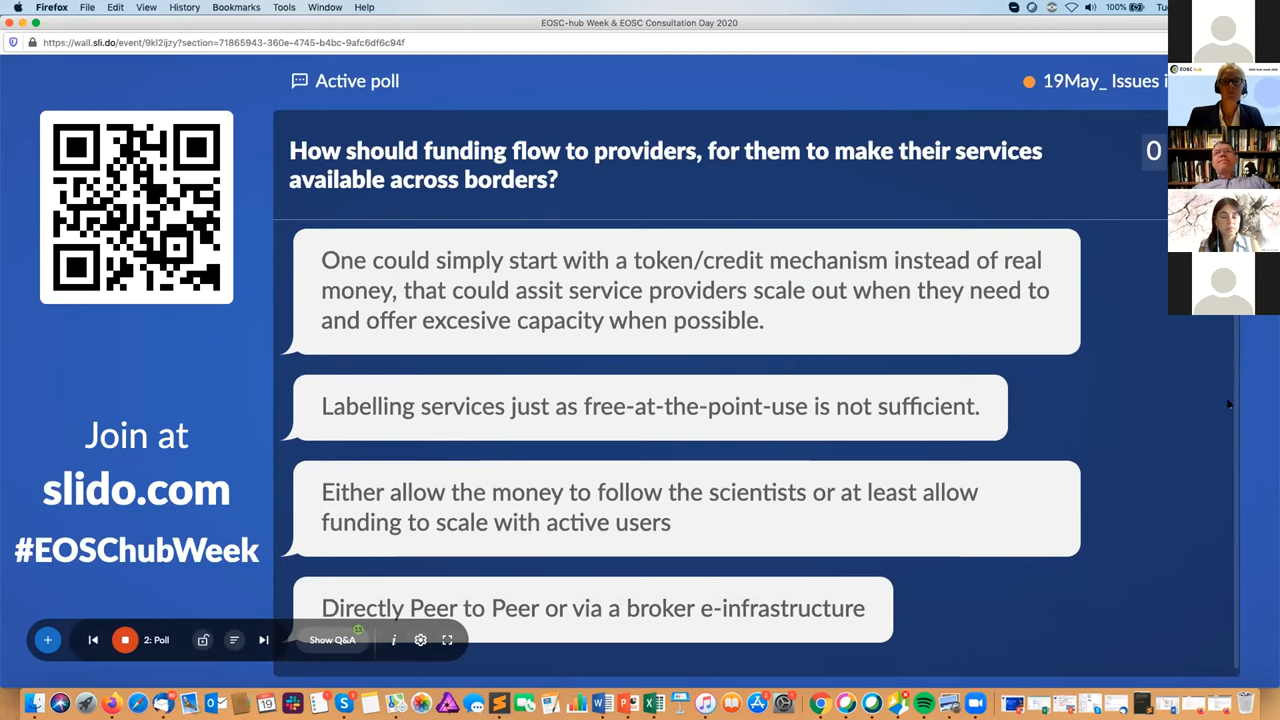 Firefox File Edit View History Bookmarks Tools Window Help 100% Tu
EOSC-hub Week & EOSC Consultation Day 2020
https://wall.sli.do/event/9kl2ijzy?section=71865943-360e-4745-b4bc-9afc6df6c94f
Active poll
19May_ Issues i
How should funding flow to providers, for them to make their services
available across borders?
0
One could simply start with a token/credit mechanism instead of real
money, that could assit service providers scale out when they need to
and offer excesive capacity when possible.
Labelling services just as free-at-the-point-use is not sufficient.
Either allow the money to follow the scientists or at least allow
funding to scale with active users
Directly Peer to Peer or via a broker e-infrastructure
Join at
slido.com
#EOSChubWeek
2: Poll
Show Q&A
13
19